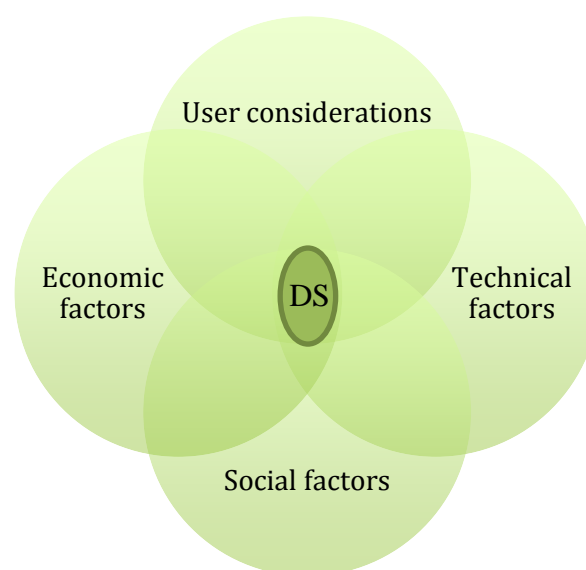 User considerations
Economic
factors
DS
Technical
factors
Social factors